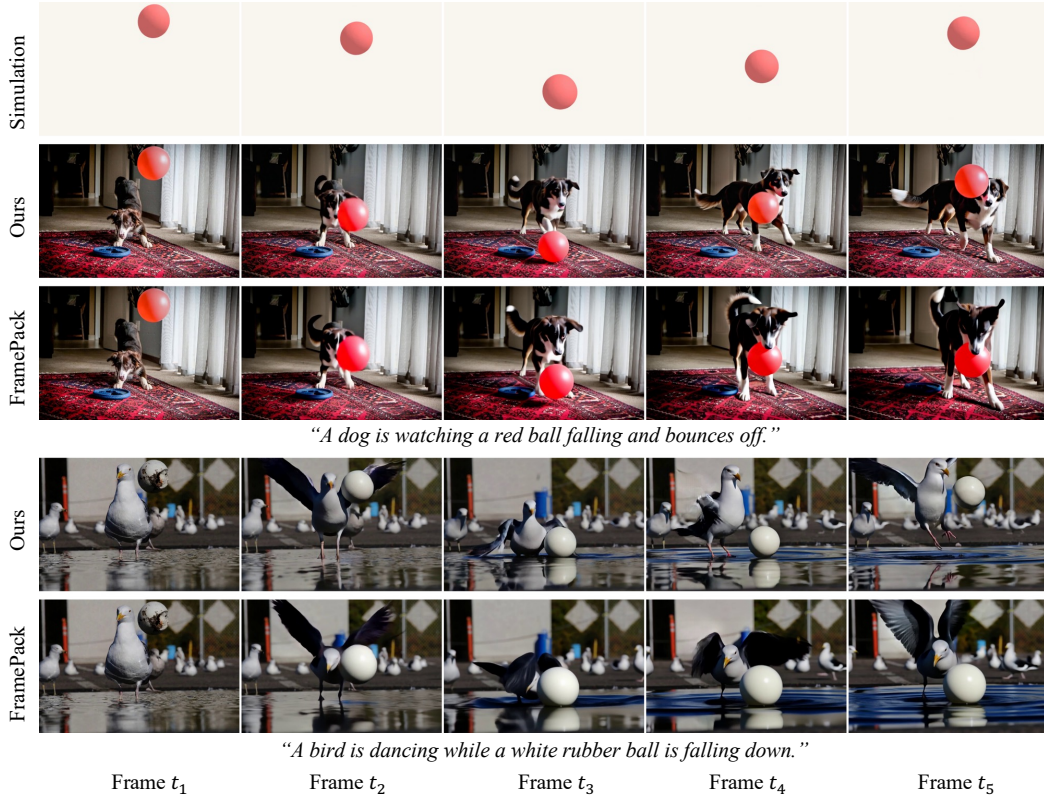 Simulation
Ours
FramePack
“A dog is watching a red ball falling and bounces off.”
Ours
FramePack
“A bird is dancing while a white rubber ball is falling down.”
Frame t₁ Frame t₂ Frame t₃ Frame t₄ Frame t₅